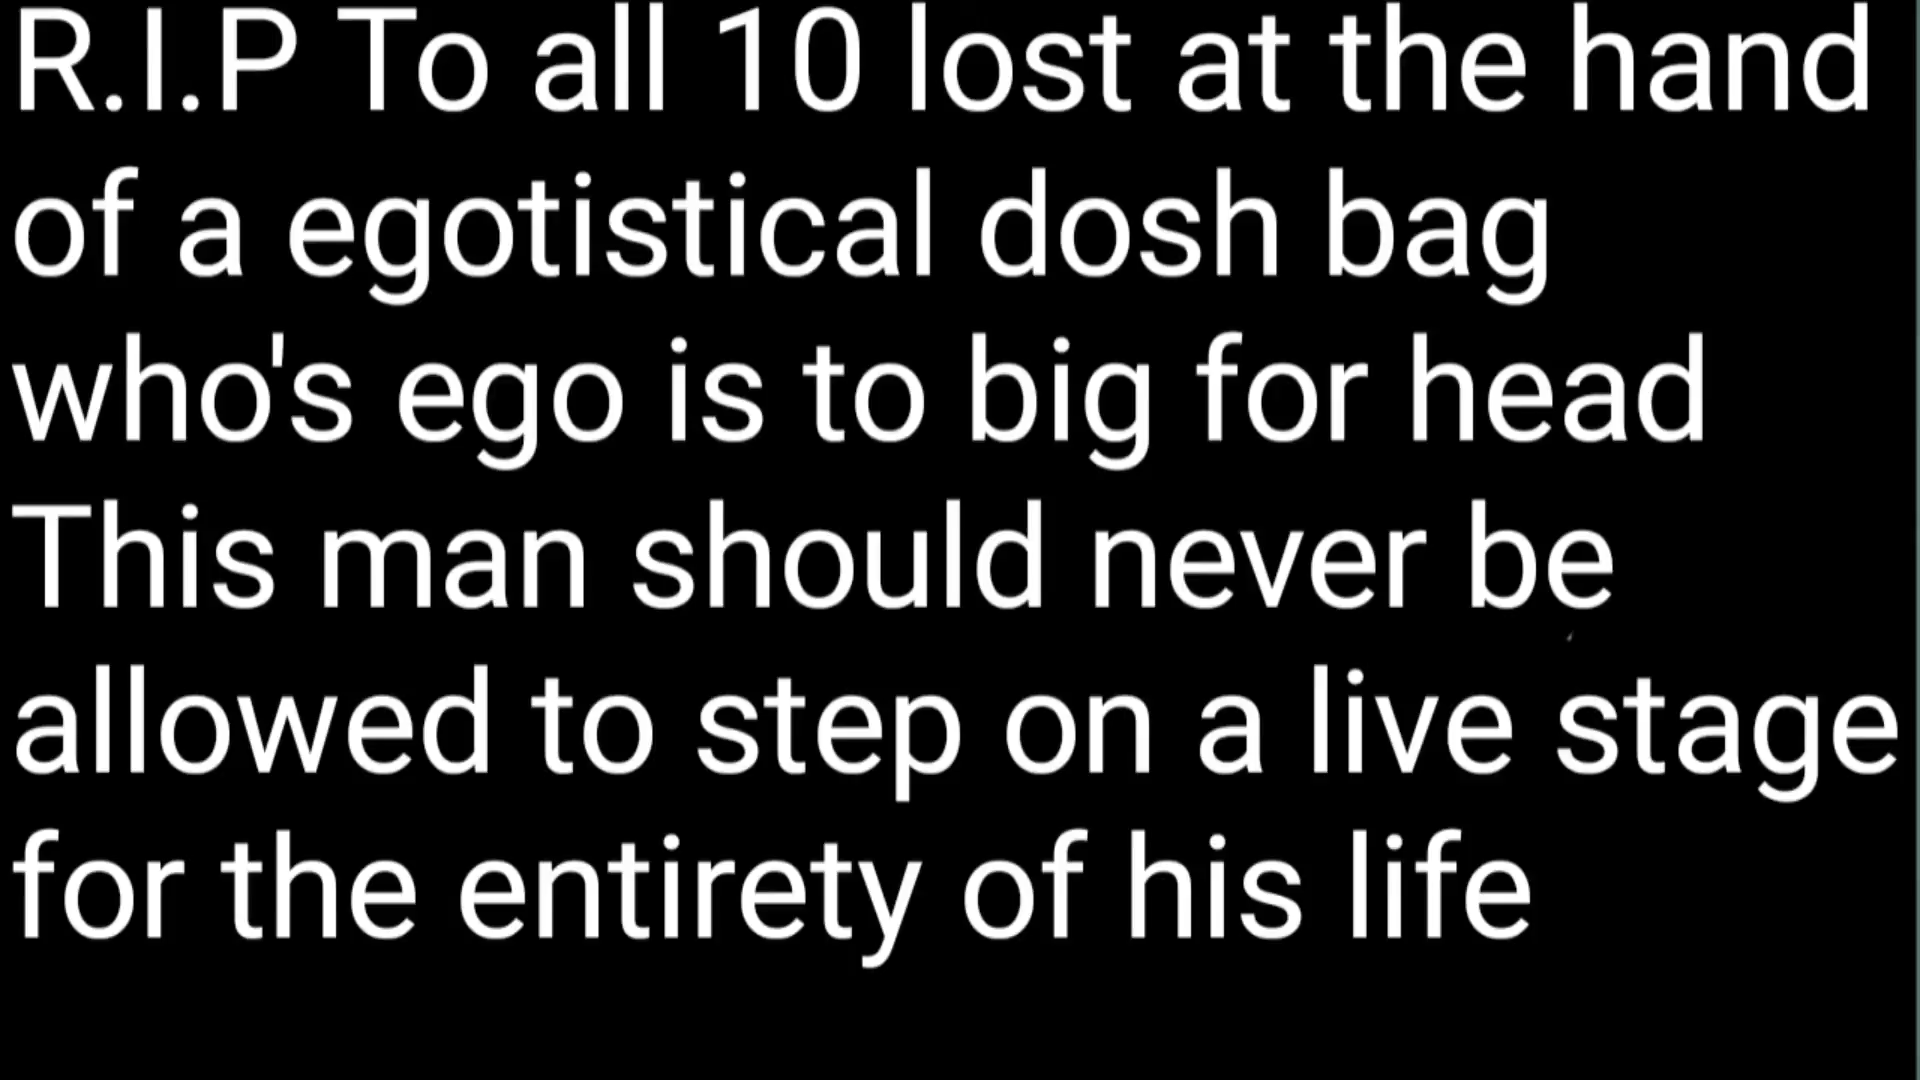 R.I.P To all 10 lost at the hand
of a egotistical dosh bag
who's ego is to big for head
This man should never be
allowed to step on a live stage
for the entirety of his life